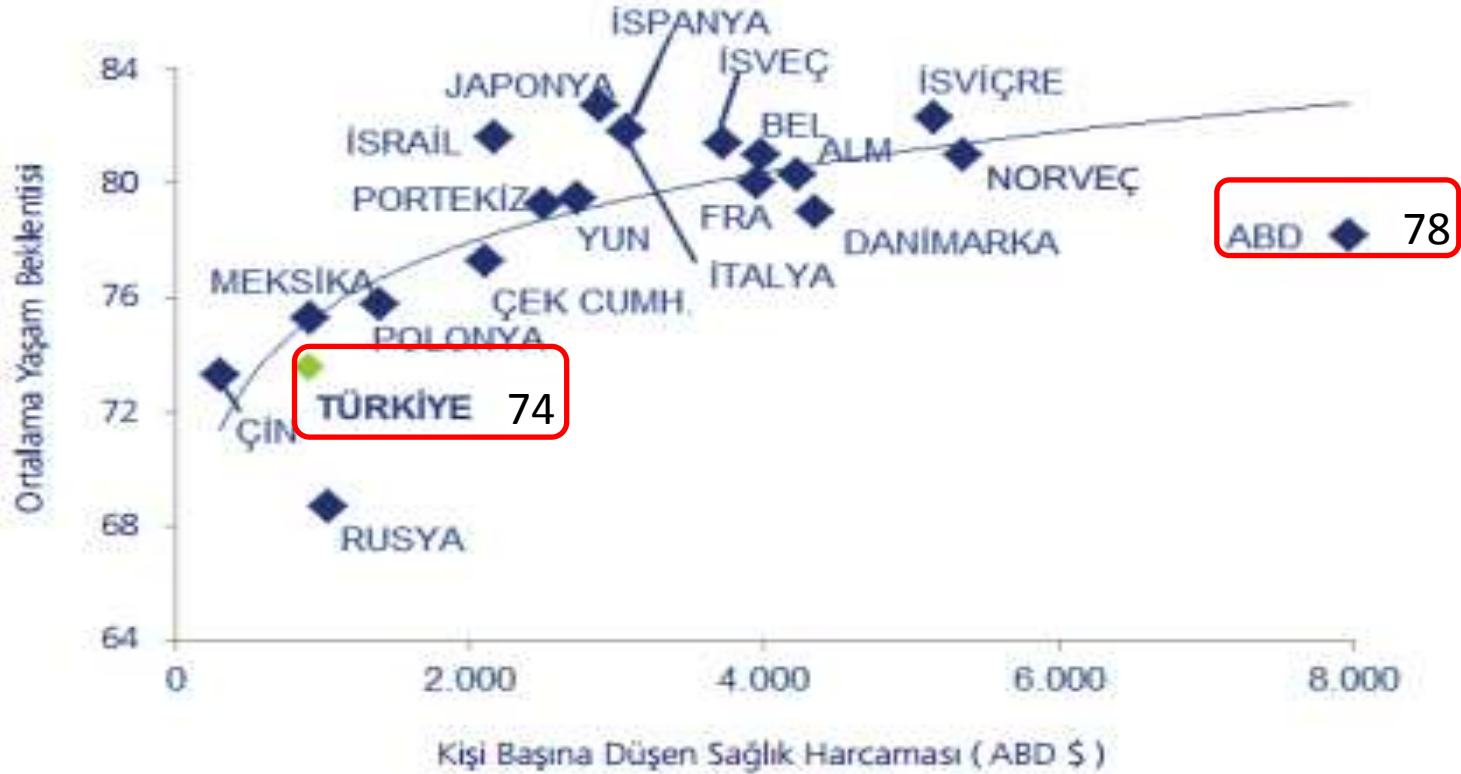 İSPANYA
84
İSVEÇ
İSVİÇRE
JAPONYA
BEL
İSRAİL
ALM
80
PORTEKİZ
NORVEÇ
FRA
YUN
DANİMARKA
ABD 78
İTALYA
MEKSİKA
76
ÇEK CUMH.
POLONYA
72
TÜRKİYE 74
ÇİN
68
RUSYA
64
0 2.000 4.000 6.000 8.000
Ortalama Yaşam Beklentisi
Kişi Başına Düşen Sağlık Harcaması ( ABD $ )